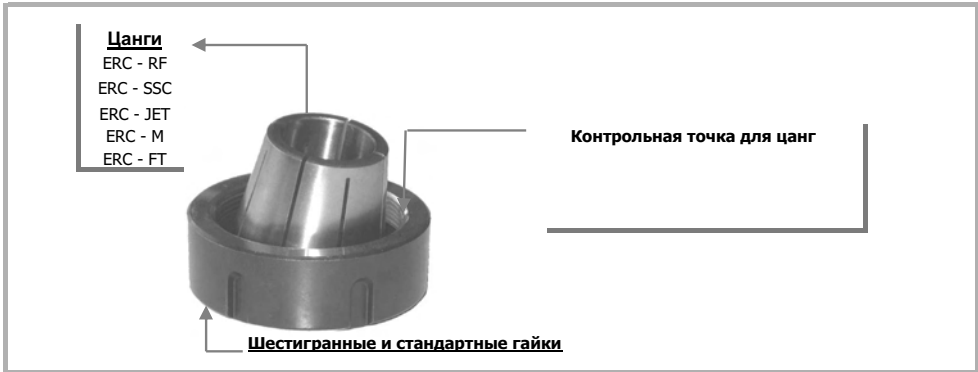 Цанги
ERC - RF
ERC - SSC
ERC - JET
ERC - M
ERC - FT
Контрольная точка для цанг
Шестигранные и стандартные гайки